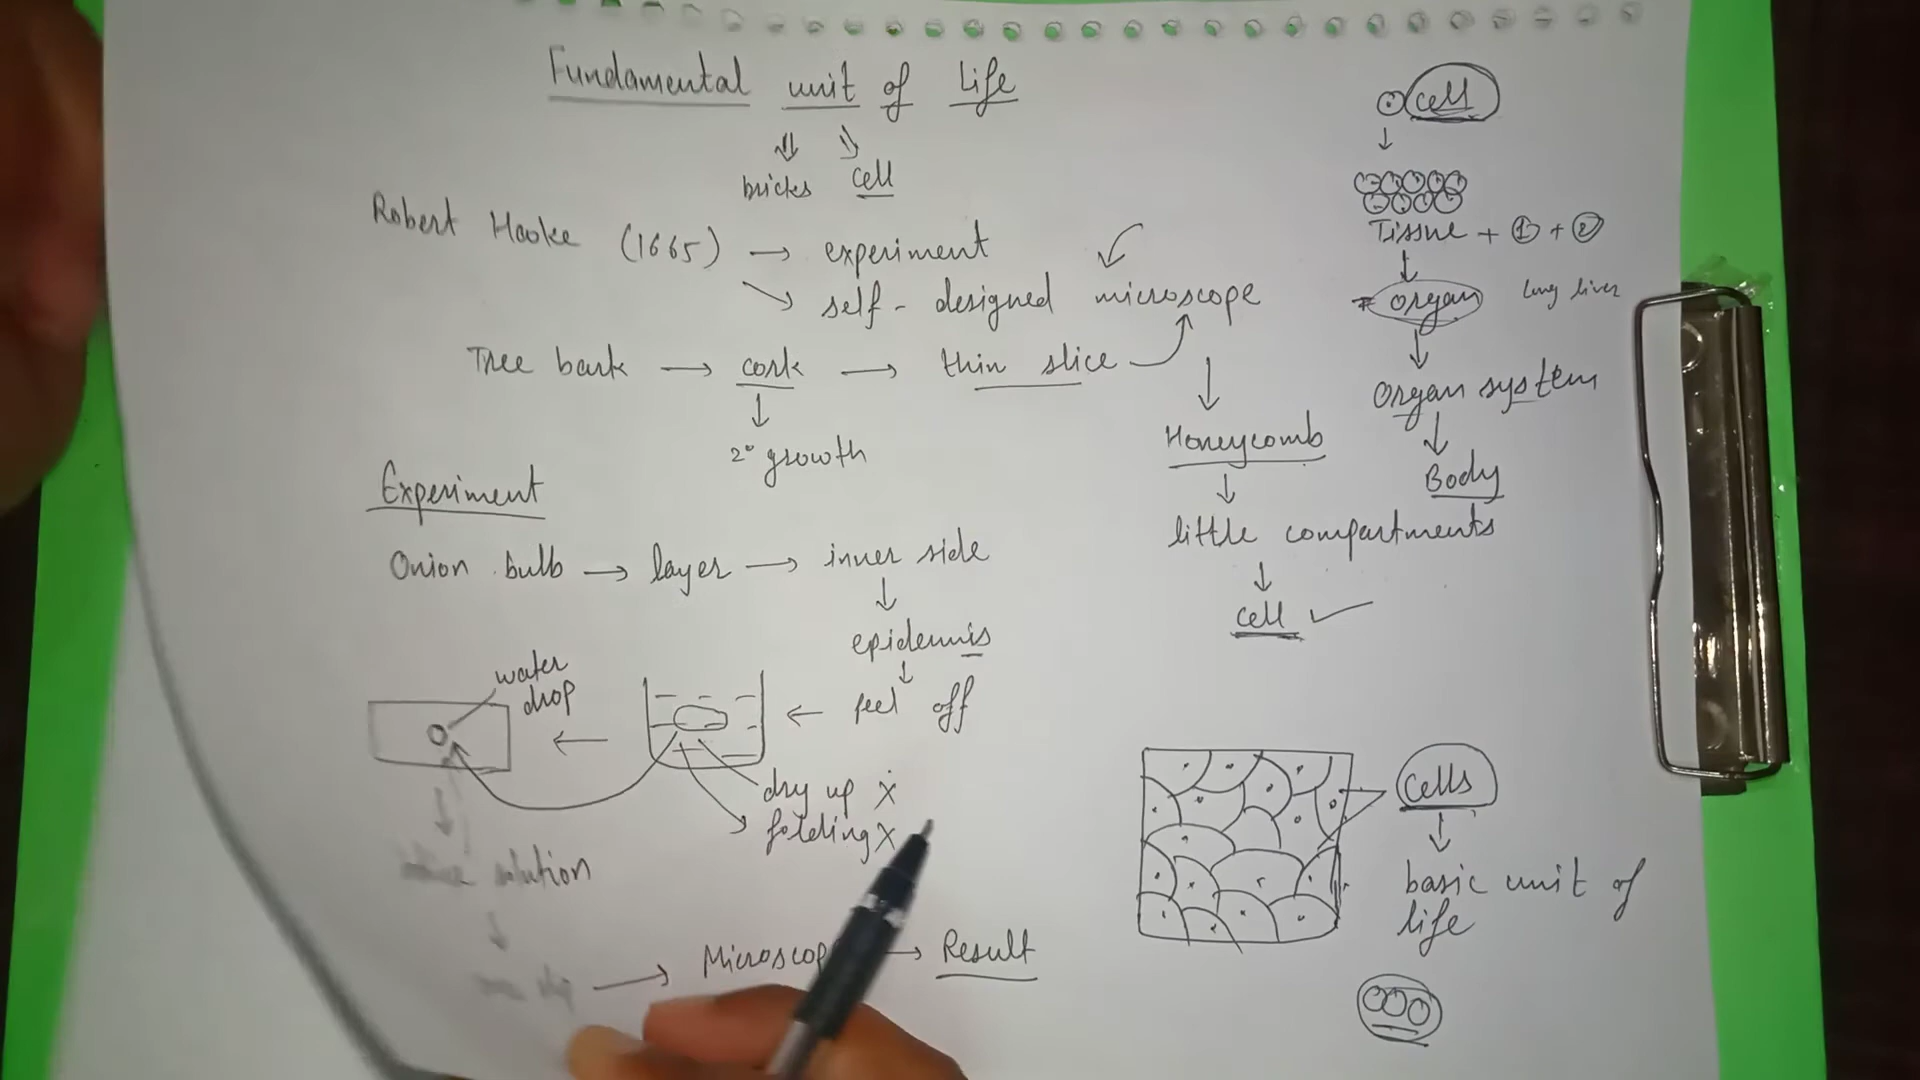 Fundamental unit of Life
bricks cell
Robert Hooke (1665) → experiment
→ self - designed microscope
Tree bark → cork → thin slice
2° growth
Honeycomb
little compartments
cell ✓
Experiment
Onion bulb → layer → inner side
epidermis
peel off
water
drop
dry up X
folding X
solution
→ Microscop → Result
cell
Tissue + ① + ②
* organ lung liver
Organ system
Body
Cells
basic unit of
life